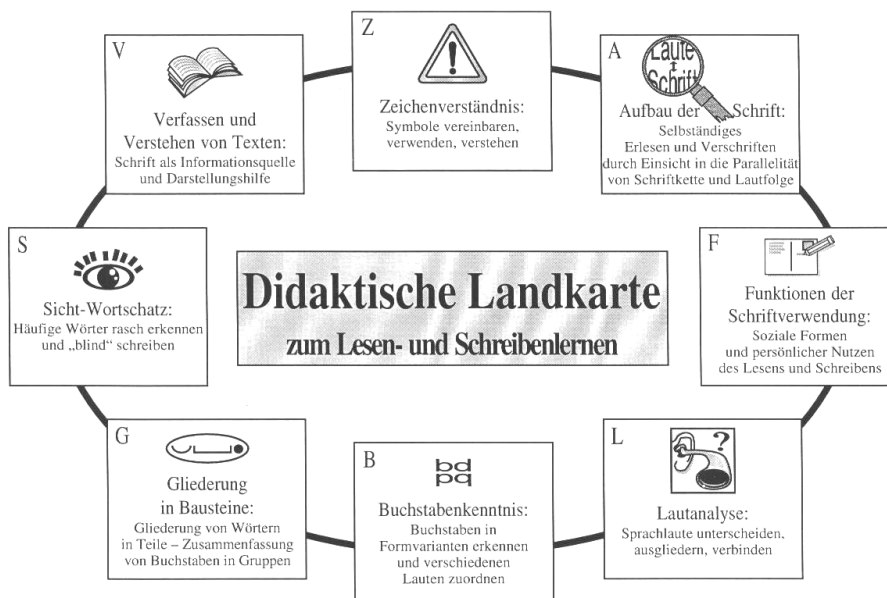 Z
Zeichenverständnis:
Symbole vereinbaren,
verwenden, verstehen
A
Laute
Schrift
Aufbau der Schrift:
Selbständiges
Erlesen und Verschriften
durch Einsicht in die Parallelität
von Schriftkette und Lautfolge
F
Funktionen der
Schriftverwendung:
Soziale Formen
und persönlicher Nutzen
des Lesens und Schreibens
L
?
Lautanalyse:
Sprachlaute unterscheiden,
ausgliedern, verbinden
B
bd
pq
Buchstabenkenntnis:
Buchstaben in
Formvarianten erkennen
und verschiedenen
Lauten zuordnen
G
Gliederung
in Bausteine:
Gliederung von Wörtern
in Teile – Zusammenfassung
von Buchstaben in Gruppen
S
Sicht-Wortschatz:
Häufige Wörter rasch erkennen
und „blind“ schreiben
V
Verfassen und
Verstehen von Texten:
Schrift als Informationsquelle
und Darstellungshilfe
Didaktische Landkarte
zum Lesen- und Schreibenlernen